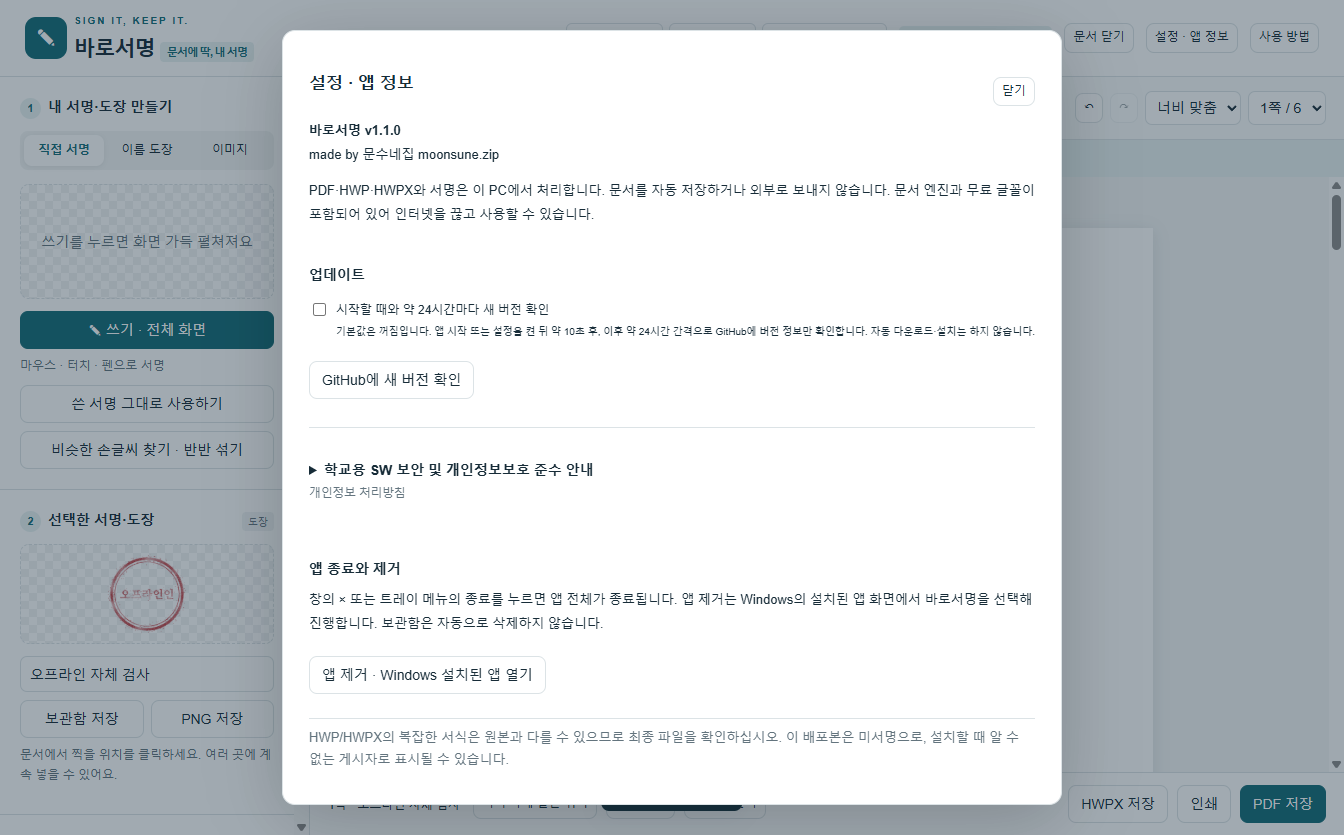 SIGN IT, KEEP IT.
바로서명 문서에 딱, 내 서명
문서 닫기
설정 · 앱 정보
사용 방법
1 내 서명·도장 만들기
직접 서명
이름 도장
이미지
너비 맞춤
1쪽 / 6
쓰기를 누르면 화면 가득 펼쳐져요
쓰기 · 전체 화면
마우스 · 터치 · 펜으로 서명
쓴 서명 그대로 사용하기
비슷한 손글씨 찾기 · 반반 섞기
2 선택한 서명·도장
도장
오프라인인
오프라인 자체 검사
보관함 저장
PNG 저장
문서에서 찍을 위치를 클릭하세요. 여러 곳에 계
속 넣을 수 있어요.
설정 · 앱 정보
닫기
바로서명 v1.1.0
made by 문수네집 moonsune.zip
PDF·HWP·HWPX와 서명은 이 PC에서 처리합니다. 문서를 자동 저장하거나 외부로 보내지 않습니다. 문서 엔진과 무료 글꼴이
포함되어 있어 인터넷을 끊고 사용할 수 있습니다.
업데이트
시작할 때와 약 24시간마다 새 버전 확인
기본값은 꺼짐입니다. 앱 시작 또는 설정을 켠 뒤 약 10초 후, 이후 약 24시간 간격으로 GitHub에 버전 정보만 확인합니다. 자동 다운로드·설치는 하지 않습니다.
GitHub에 새 버전 확인
학교용 SW 보안 및 개인정보보호 준수 안내
개인정보 처리방침
앱 종료와 제거
창의 × 또는 트레이 메뉴의 종료를 누르면 앱 전체가 종료됩니다. 앱 제거는 Windows의 설치된 앱 화면에서 바로서명을 선택해
진행합니다. 보관함은 자동으로 삭제하지 않습니다.
앱 제거 · Windows 설치된 앱 열기
HWP/HWPX의 복잡한 서식은 원본과 다를 수 있으므로 최종 파일을 확인하십시오. 이 배포본은 미서명으로, 설치할 때 알 수
없는 게시자로 표시될 수 있습니다.
HWPX 저장
인쇄
PDF 저장